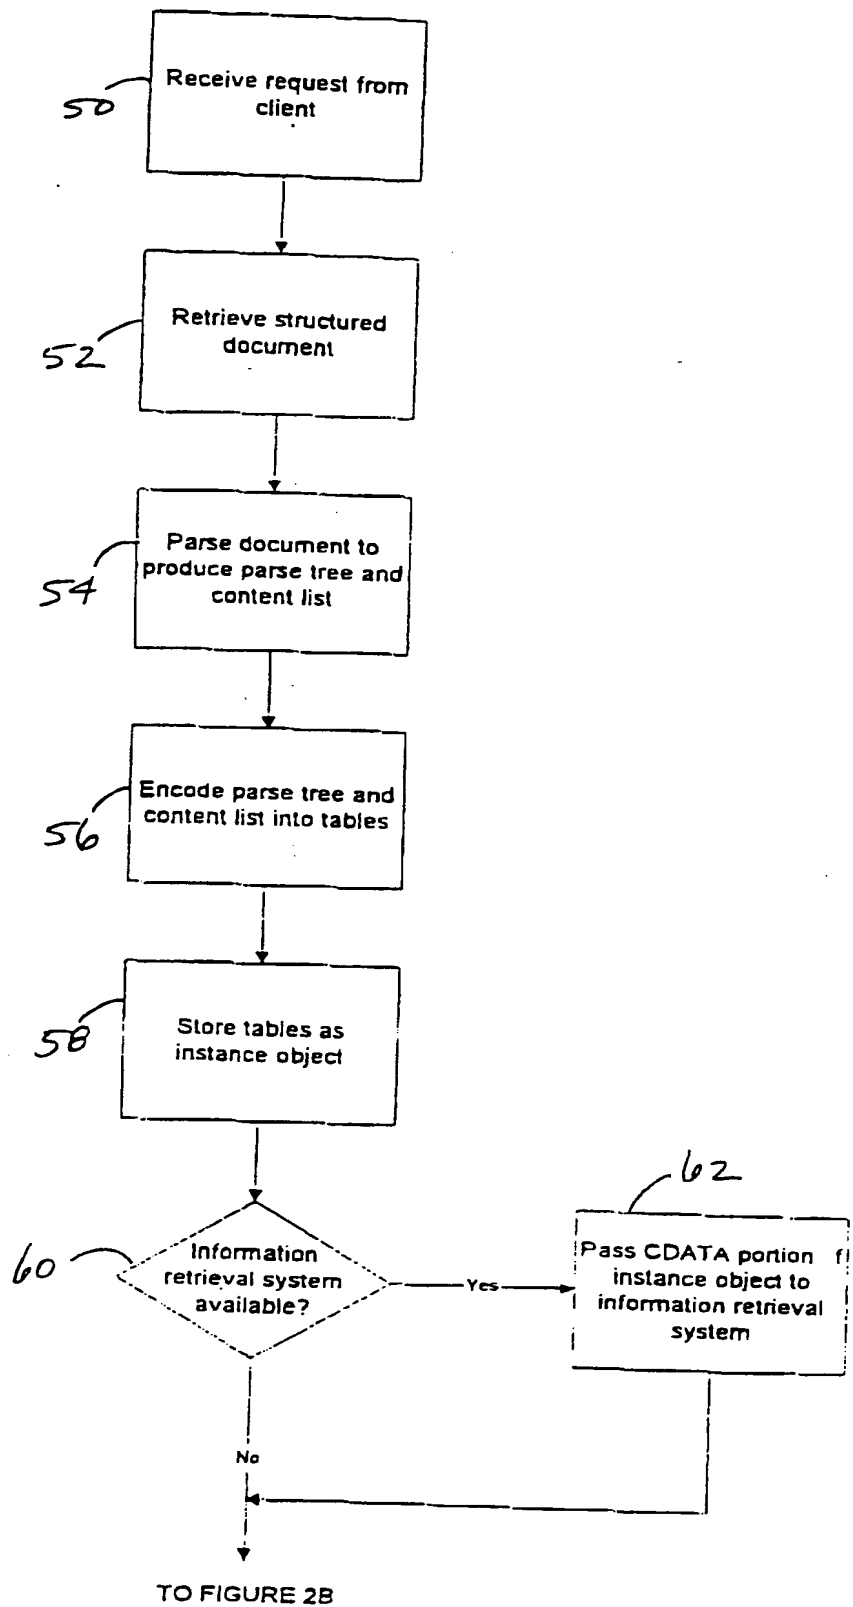 Receive request from
client
50
Retrieve structured
document
52
Parse document to
produce parse tree and
content list
54
Encode parse tree and
content list into tables
56
Store tables as
instance object
58
62
60
Information
retrieval system
available?
Yes
Pass CDATA portion f
instance object to
information retrieval
system
No
TO FIGURE 2B